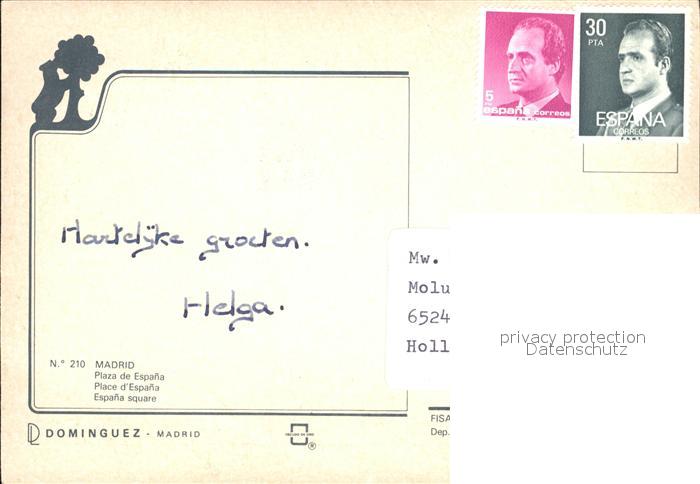 5
españa correos
F.N.M.T.
30
PTA
ESPAÑA
CORREOS
F.N.M.T.
Hartelijke groeten.
Helga.
Mw.
Molu
6524
Holl
privacy protection
Datenschutz
N.° 210 MADRID
Plaza de España
Place d'España
España square
DOMINGUEZ - MADRID
®
FISA
Dep.